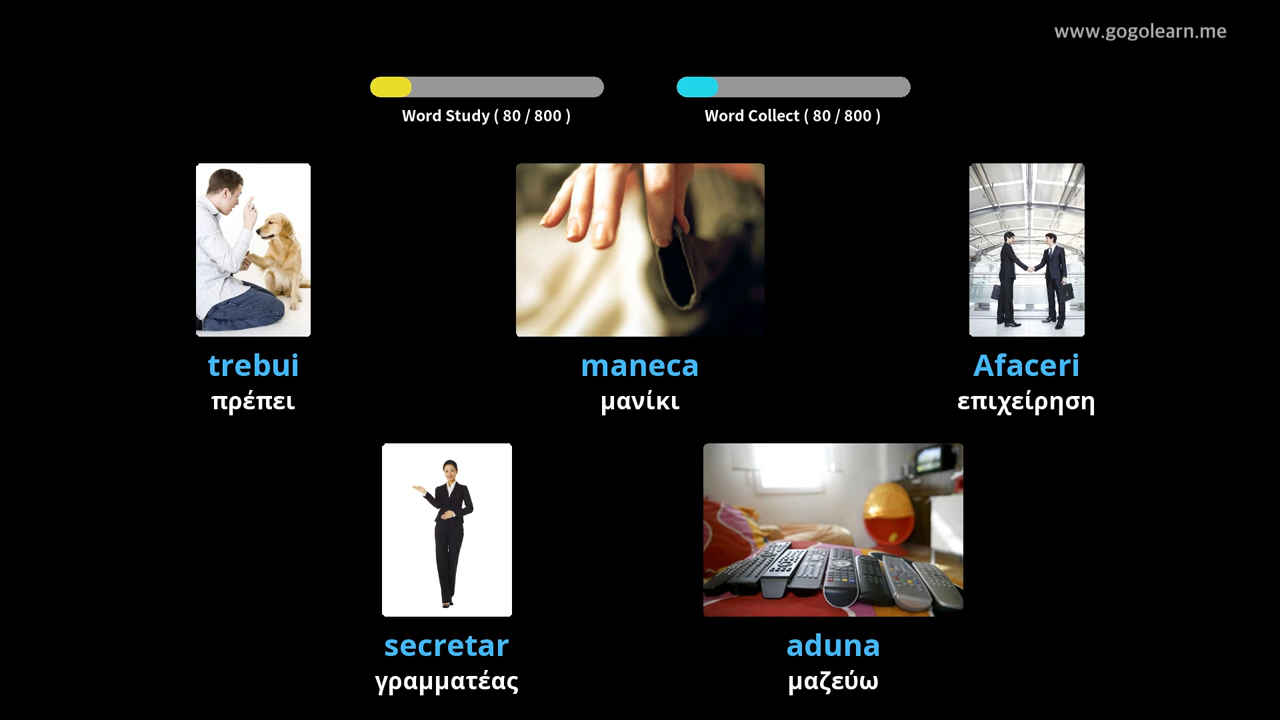 www.gogolearn.me
Word Study ( 80 / 800 )
Word Collect ( 80 / 800 )
trebui
πρέπει
maneca
μανίκι
Afaceri
επιχείρηση
secretar
γραμματέας
aduna
μαζεύω